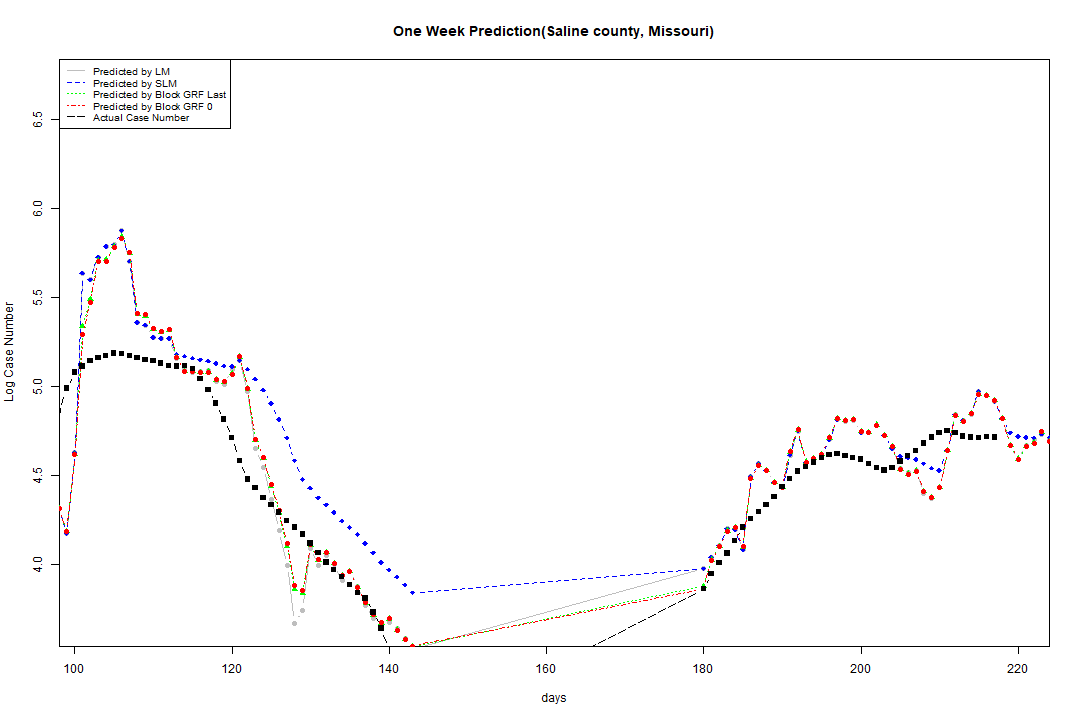 One Week Prediction(Saline county, Missouri)
Predicted by LM
Predicted by SLM
Predicted by Block GRF Last
Predicted by Block GRF 0
Actual Case Number
Log Case Number
6.5
6.0
5.5
5.0
4.5
4.0
100 120 140 160 180 200 220
days